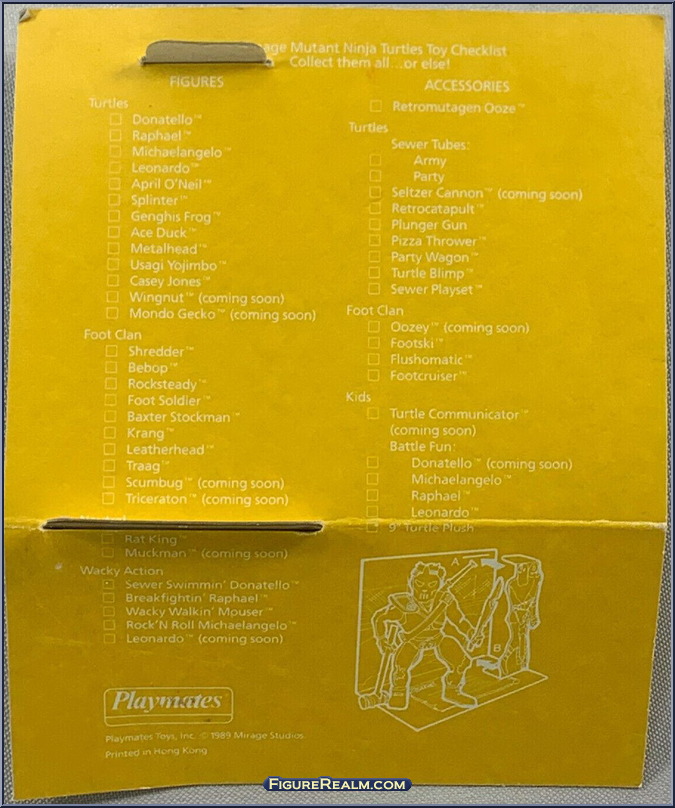 age Mutant Ninja Turtles Toy Checklist
Collect them all...or else!
FIGURES
Turtles
Donatello™
Raphael™
Michaelangelo™
Leonardo™
April O'Neil™
Splinter™
Genghis Frog™
Ace Duck™
Metalhead™
Usagi Yojimbo™
Casey Jones™
Wingnut™ (coming soon)
Mondo Gecko™ (coming soon)
Foot Clan
Shredder™
Bebop™
Rocksteady™
Foot Soldier™
Baxter Stockman™
Krang™
Leatherhead™
Traag™
Scumbug™ (coming soon)
Triceraton™ (coming soon)
Rat King™
Muckman™ (coming soon)
Wacky Action
Sewer Swimmin' Donatello™
Breakfightin' Raphael™
Wacky Walkin' Mouser™
Rock'N Roll Michaelangelo™
Leonardo™ (coming soon)
ACCESSORIES
Retromutagen Ooze™
Turtles
Sewer Tubes:
Army
Party
Seltzer Cannon™ (coming soon)
Retrocatapult™
Plunger Gun
Pizza Thrower™
Party Wagon™
Turtle Blimp™
Sewer Playset™
Foot Clan
Oozey™ (coming soon)
Footski™
Flushomatic™
Footcruiser™
Kids
Turtle Communicator™
(coming soon)
Battle Fun:
Donatello™ (coming soon)
Michaelangelo™
Raphael™
Leonardo™
9" Turtle Plush
A
B
Playmates
Playmates Toys, Inc. © 1989 Mirage Studios.
Printed in Hong Kong
FIGUREREALM.COM